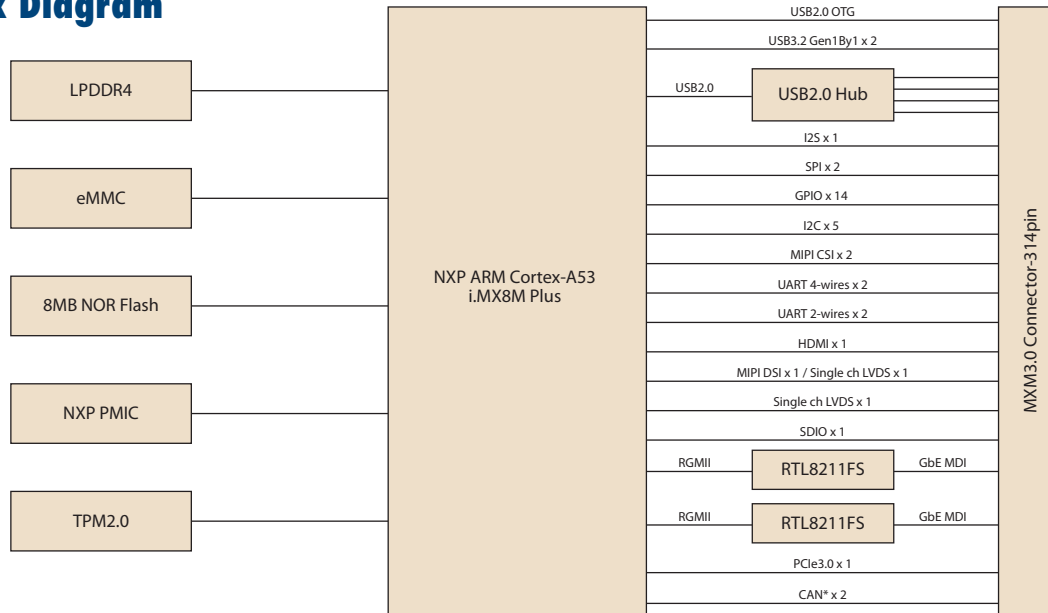 Diagram
LPDDR4
eMMC
8MB NOR Flash
NXP PMIC
TPM2.0
NXP ARM Cortex-A53
i.MX8M Plus
USB2.0 OTG
USB3.2 Gen1By1 x 2
USB2.0
USB2.0 Hub
I2S x 1
SPI x 2
GPIO x 14
I2C x 5
MIPI CSI x 2
UART 4-wires x 2
UART 2-wires x 2
HDMI x 1
MIPI DSI x 1 / Single ch LVDS x 1
Single ch LVDS x 1
SDIO x 1
RGMII
RTL8211FS
GbE MDI
RGMII
RTL8211FS
GbE MDI
PCIe3.0 x 1
CAN* x 2
MXM3.0 Connector-314pin